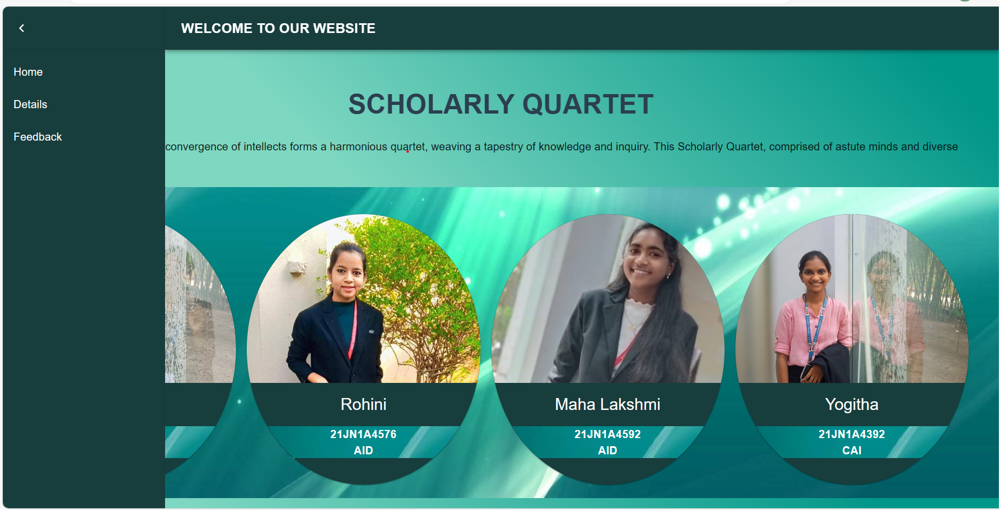 WELCOME TO OUR WEBSITE
Home
Details
Feedback
SCHOLARLY QUARTET
convergence of intellects forms a harmonious quartet, weaving a tapestry of knowledge and inquiry. This Scholarly Quartet, comprised of astute minds and diverse
Rohini
21JN1A4576
AID
Maha Lakshmi
21JN1A4592
AID
Yogitha
21JN1A4392
CAI